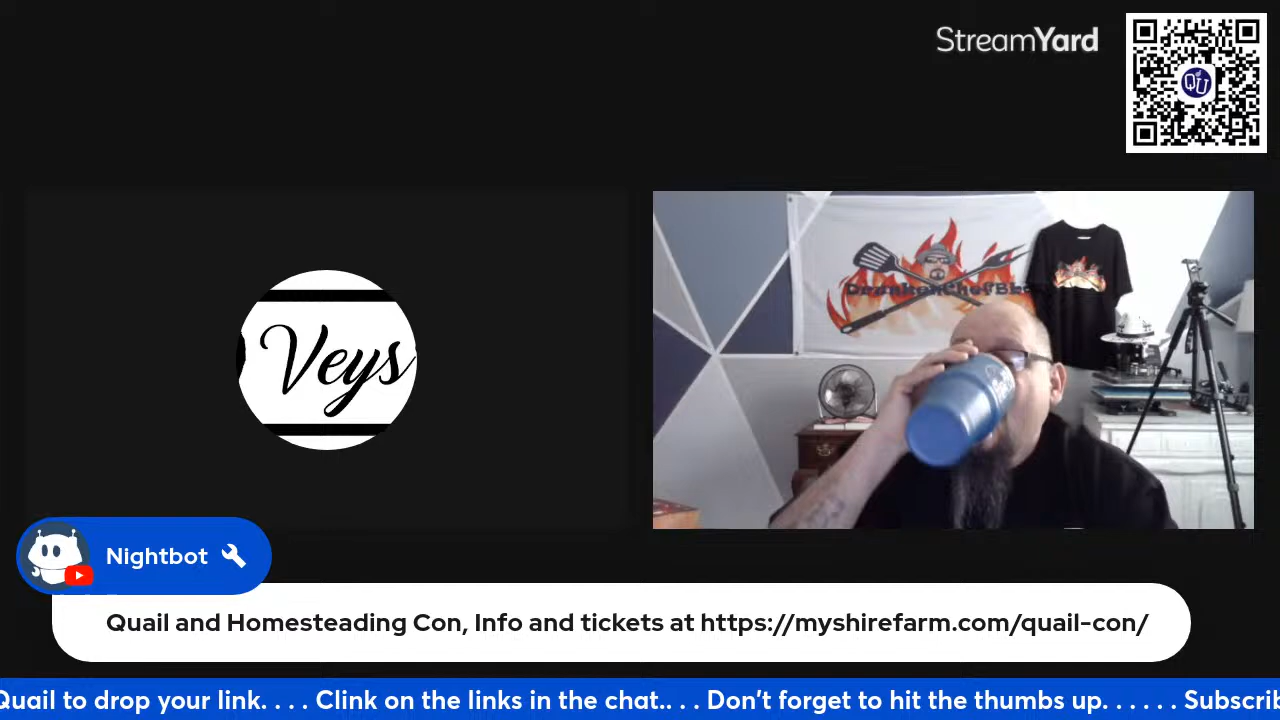 StreamYard
QU
Veys
Nightbot
Quail and Homesteading Con, Info and tickets at https://myshirefarm.com/quail-con/
Quail to drop your link. . . . Clink on the links in the chat.. . . Don't forget to hit the thumbs up. . . . . . Subscrib